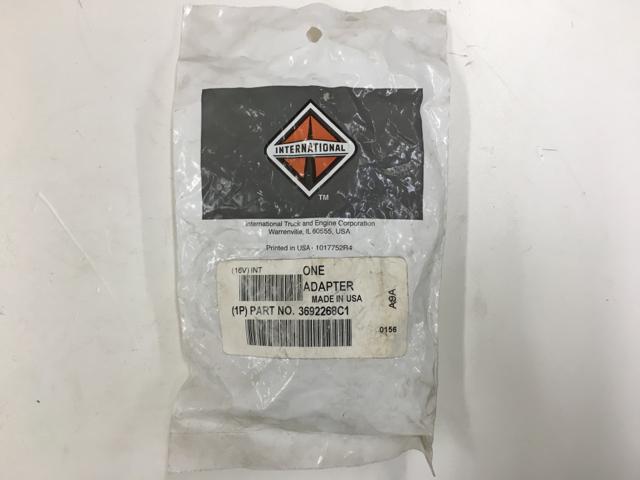 INTERNATIONAL
TM
International Truck and Engine Corporation
Warrenville, IL 60555, USA
Printed in USA · 1017752R4
(16V) INT ONE
ADAPTER
MADE IN USA
(1P) PART NO. 3692268C1
A9A
0156